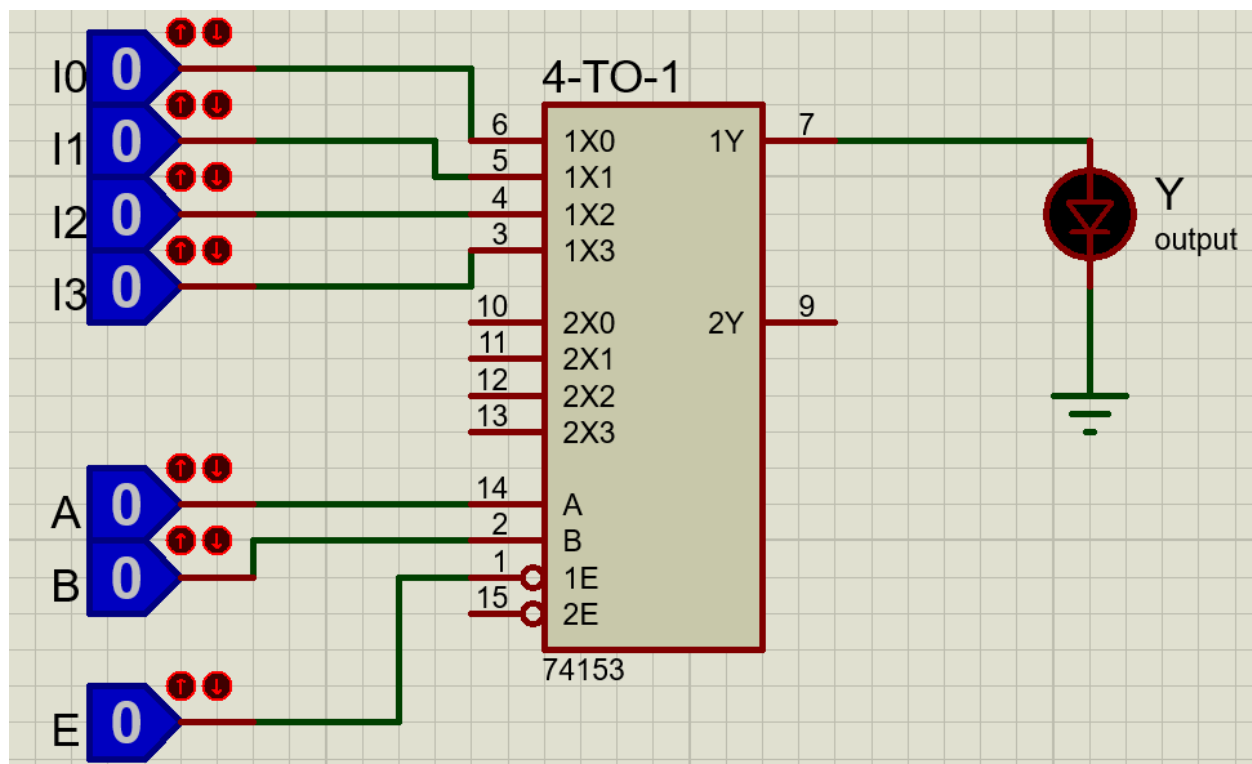 I0 0
I1 0
I2 0
I3 0
4-TO-1
6 1X0 1Y 7
5 1X1
4 1X2
3 1X3
10 2X0 2Y 9
11 2X1
12 2X2
13 2X3
A 0 14 A
B 0 2 B
1 1E
15 2E
74153
E 0
Y
output